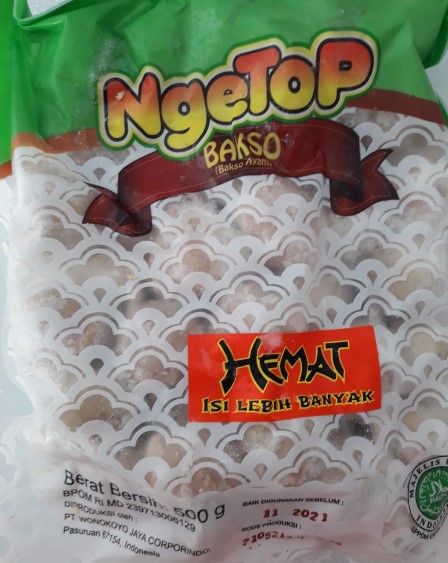 NgeToP
BAKSO
(Bakso Ayam)
HEMAT
ISI LEBIH BANYAK
Berat Bersih: 500 g
BPOM RI MD 239713006129
DIPRODUKSI oleh:
PT. WONOKOYO JAYA CORPORINDO
Pasuruan 67154, Indonesia
BAIK DIGUNAKAN SEBELUM :
11 2021
KODE PRODUKSI :
MAJELIS